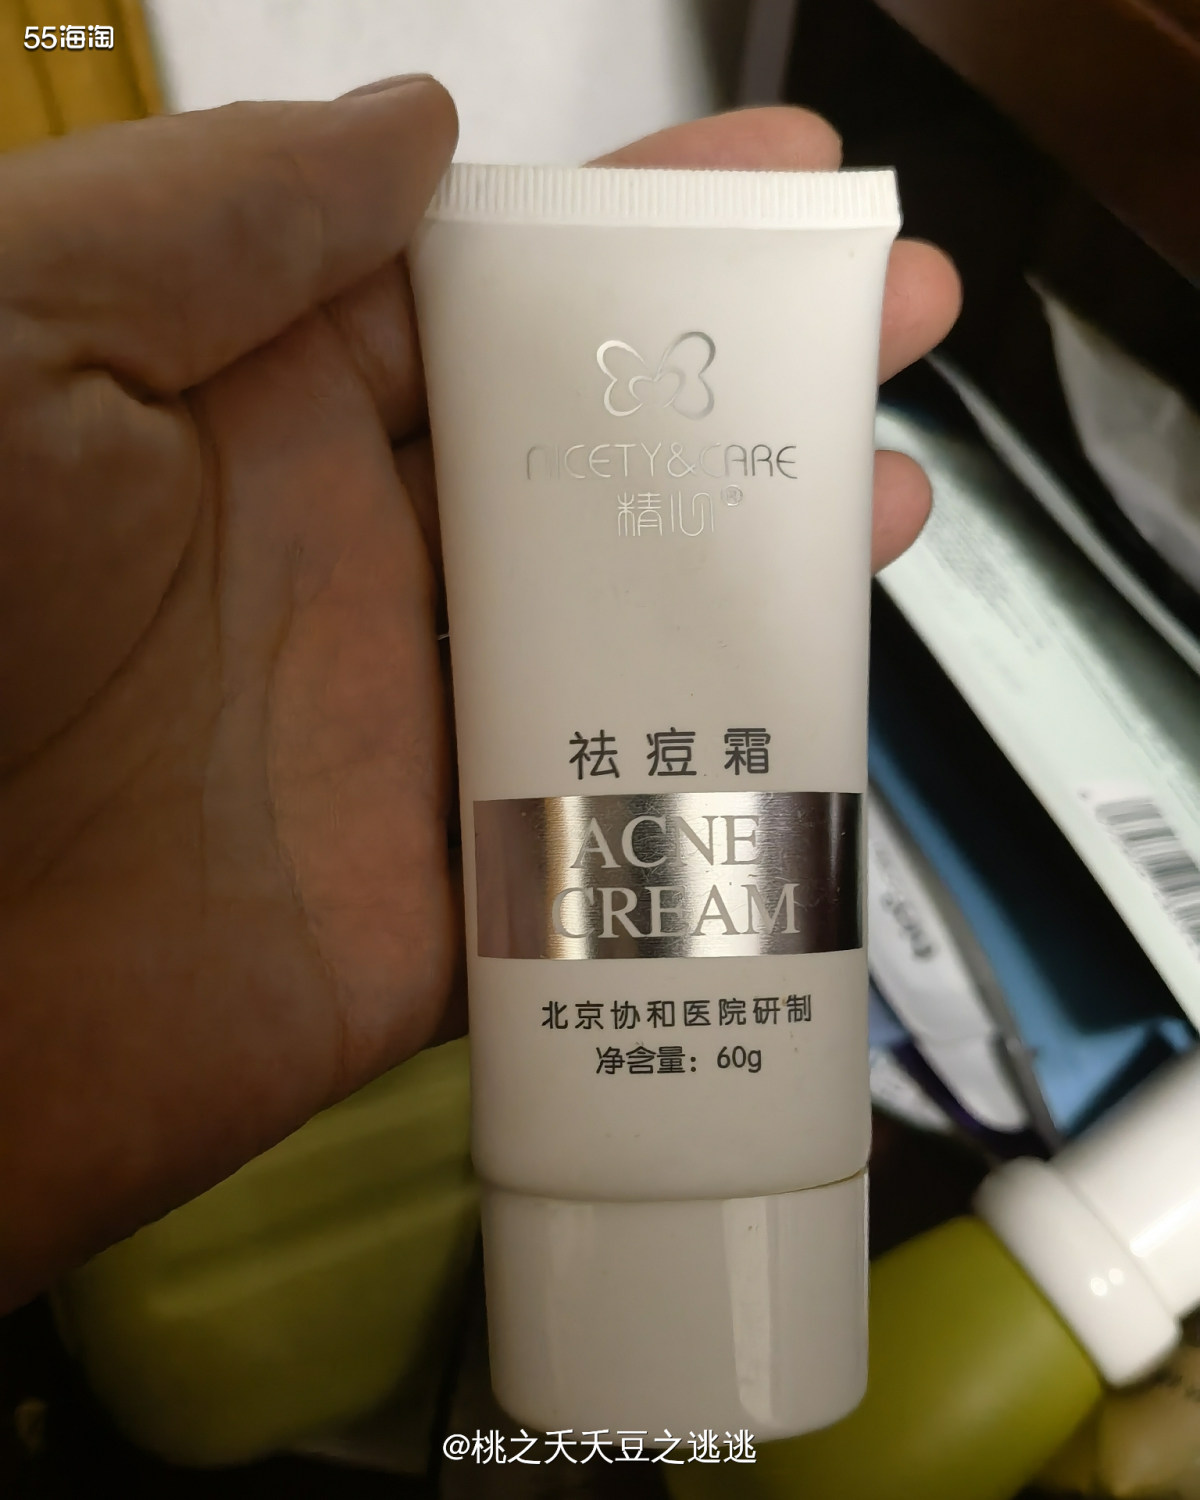 55海淘
NICETY&CARE
精心®
祛痘霜
ACNE
CREAM
北京协和医院研制
净含量：60g
@桃之夭夭豆之逃逃